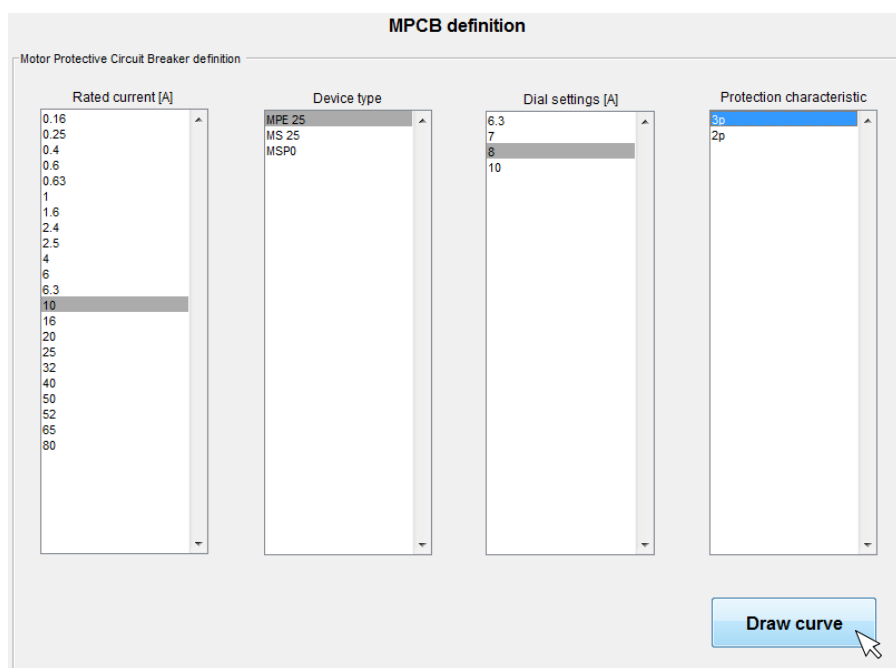 MPCB definition
Motor Protective Circuit Breaker definition
Rated current [A]
0.16
0.25
0.4
0.6
0.63
1
1.6
2.4
2.5
4
6
6.3
10
16
20
25
32
40
50
52
65
80
Device type
MPE 25
MS 25
MSP0
Dial settings [A]
6.3
7
8
10
Protection characteristic
3p
2p
Draw curve